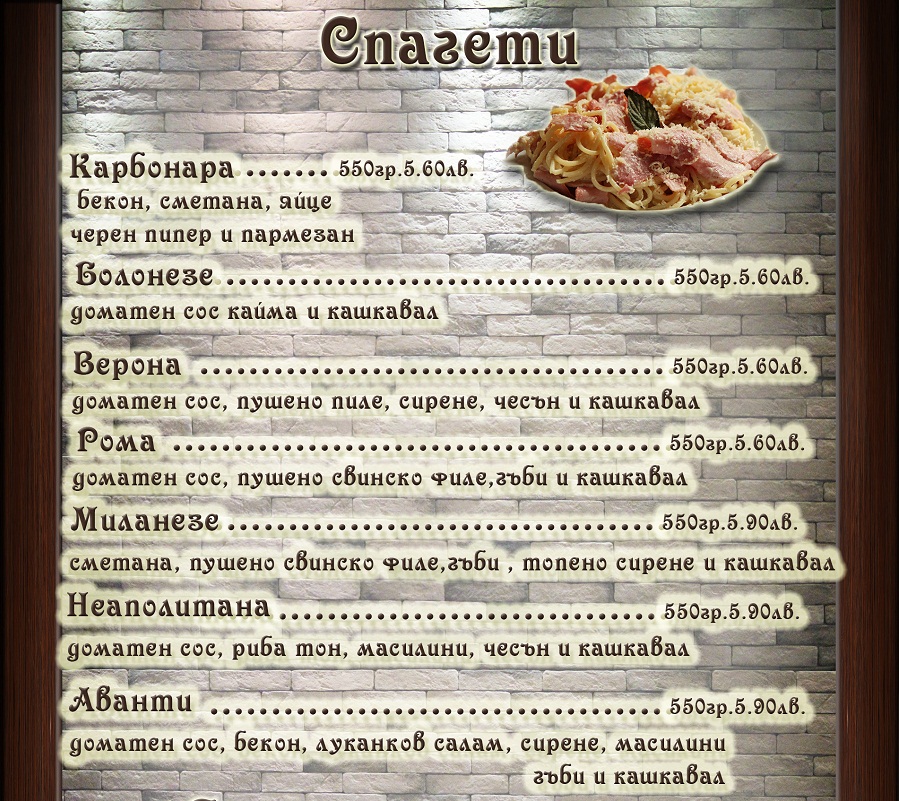 Спагети
Карбонара ........ 550гр.5.60лв.
бекон, сметана, яйце
черен пипер и пармезан
Болонезе .................................... 550гр.5.60лв.
доматен сос кайма и кашкавал
Верона ...................................... 550гр.5.60лв.
доматен сос, пушено пиле, сирене, чесън и кашкавал
Рома ........................................ 550гр.5.60лв.
доматен сос, пушено свинско филе,гъби и кашкавал
Миланезе ................................... 550гр.5.90лв.
сметана, пушено свинско филе,гъби , топено сирене и кашкавал
Неаполитана ............................... 550гр.5.90лв.
доматен сос, риба тон, масилини, чесън и кашкавал
Аванти ..................................... 550гр.5.90лв.
доматен сос, бекон, луканков салам, сирене, масилини
гъби и кашкавал